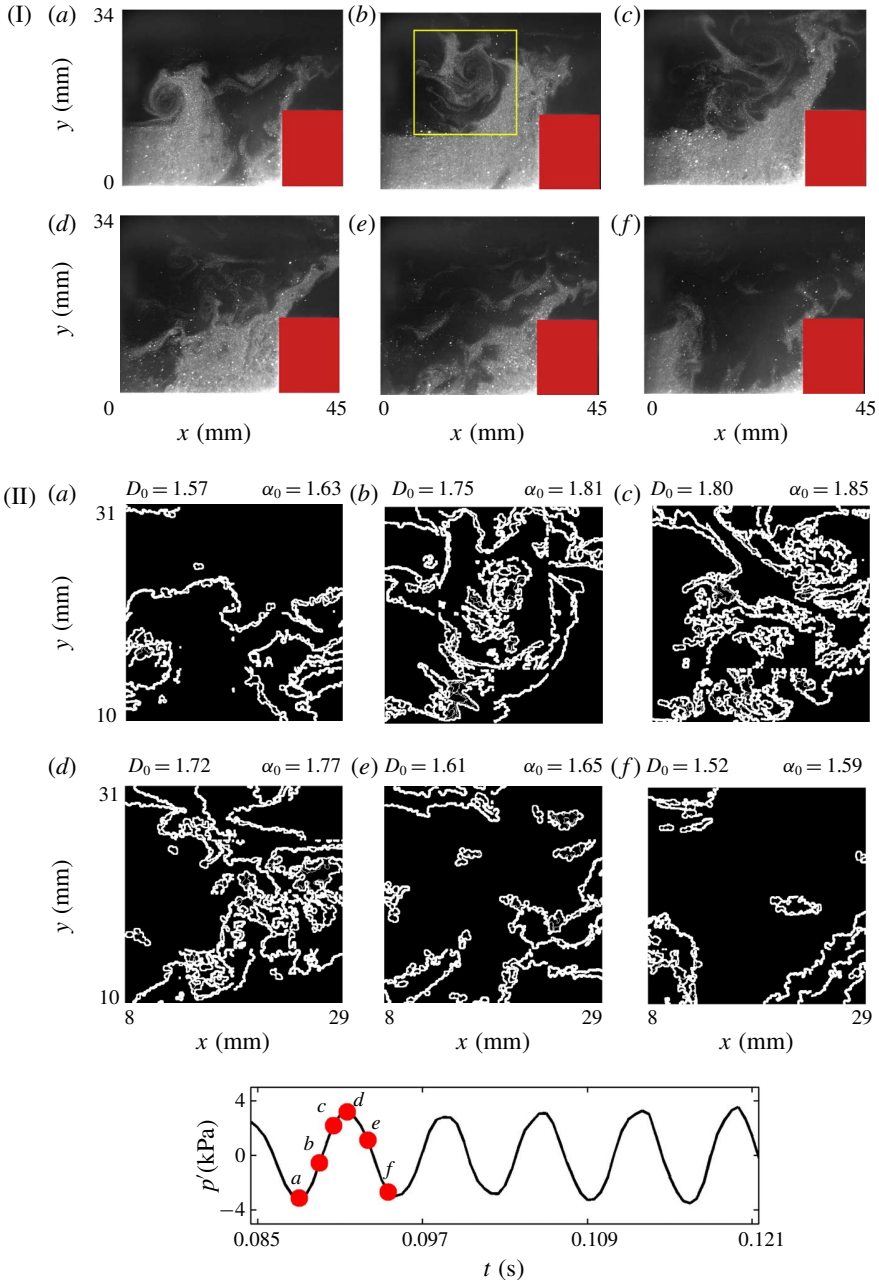 (I) (a) (b) (c)
34
y (mm)
0
(d) (e) (f)
34
y (mm)
0 45 0 45 0 45
x (mm) x (mm) x (mm)
(II) (a) D₀ = 1.57 α₀ = 1.63 (b) D₀ = 1.75 α₀ = 1.81 (c) D₀ = 1.80 α₀ = 1.85
31
y (mm)
10
(d) D₀ = 1.72 α₀ = 1.77 (e) D₀ = 1.61 α₀ = 1.65 (f) D₀ = 1.52 α₀ = 1.59
31
y (mm)
10
8 29 8 29 8 29
x (mm) x (mm) x (mm)
4
c d
b e
p′(kPa) 0
a f
−4
0.085 0.097 0.109 0.121
t (s)